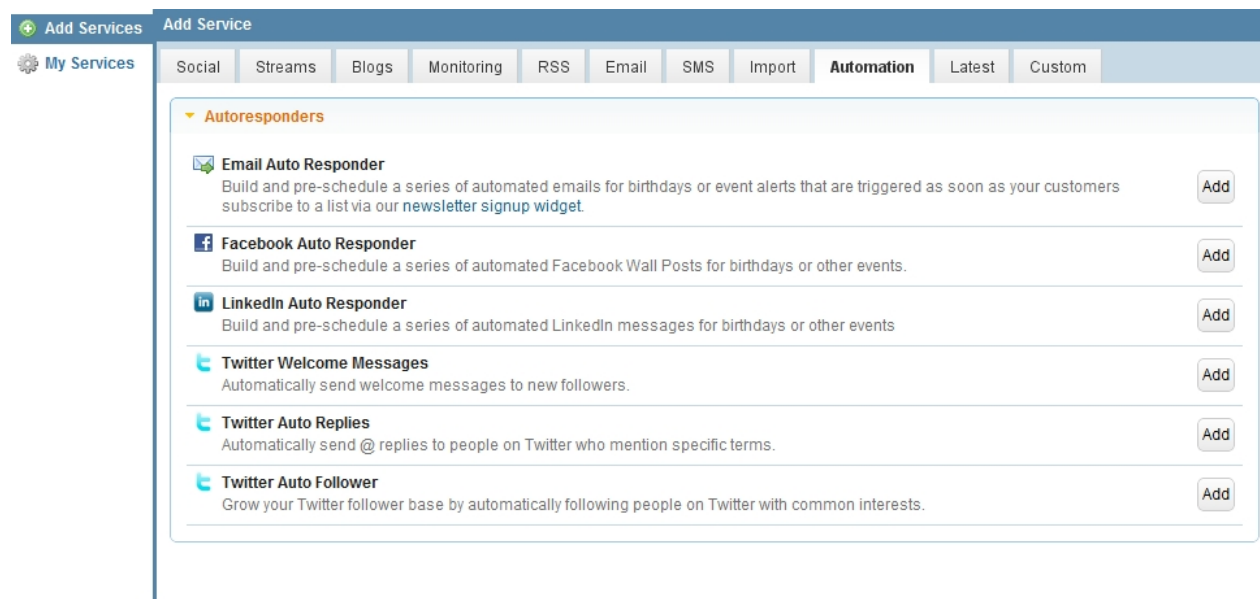 Add Services
My Services
Add Service
Social Streams Blogs Monitoring RSS Email SMS Import Automation Latest Custom
Autoresponders
Email Auto Responder
Build and pre-schedule a series of automated emails for birthdays or event alerts that are triggered as soon as your customers
subscribe to a list via our newsletter signup widget.
Add
Facebook Auto Responder
Build and pre-schedule a series of automated Facebook Wall Posts for birthdays or other events.
Add
LinkedIn Auto Responder
Build and pre-schedule a series of automated LinkedIn messages for birthdays or other events
Add
Twitter Welcome Messages
Automatically send welcome messages to new followers.
Add
Twitter Auto Replies
Automatically send @ replies to people on Twitter who mention specific terms.
Add
Twitter Auto Follower
Grow your Twitter follower base by automatically following people on Twitter with common interests.
Add